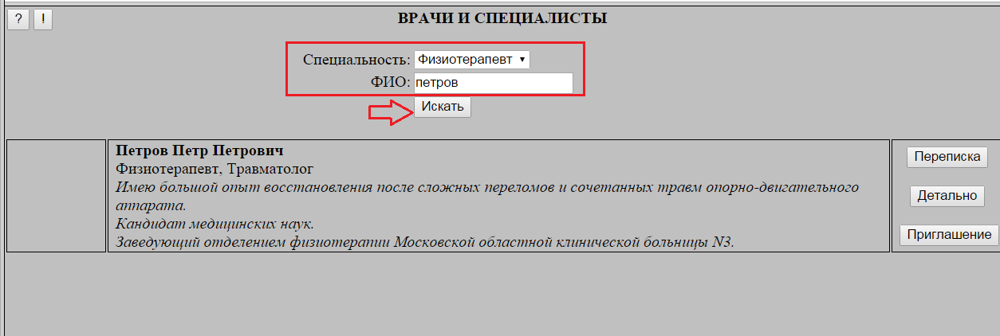 ? ! ВРАЧИ И СПЕЦИАЛИСТЫ
Специальность: Физиотерапевт
ФИО: петров
Искать
Петров Петр Петрович
Физиотерапевт, Травматолог
Имею большой опыт восстановления после сложных переломов и сочетанных травм опорно-двигательного
аппарата.
Кандидат медицинских наук.
Заведующий отделением физиотерапии Московской областной клинической больницы N3.
Переписка
Детально
Приглашение